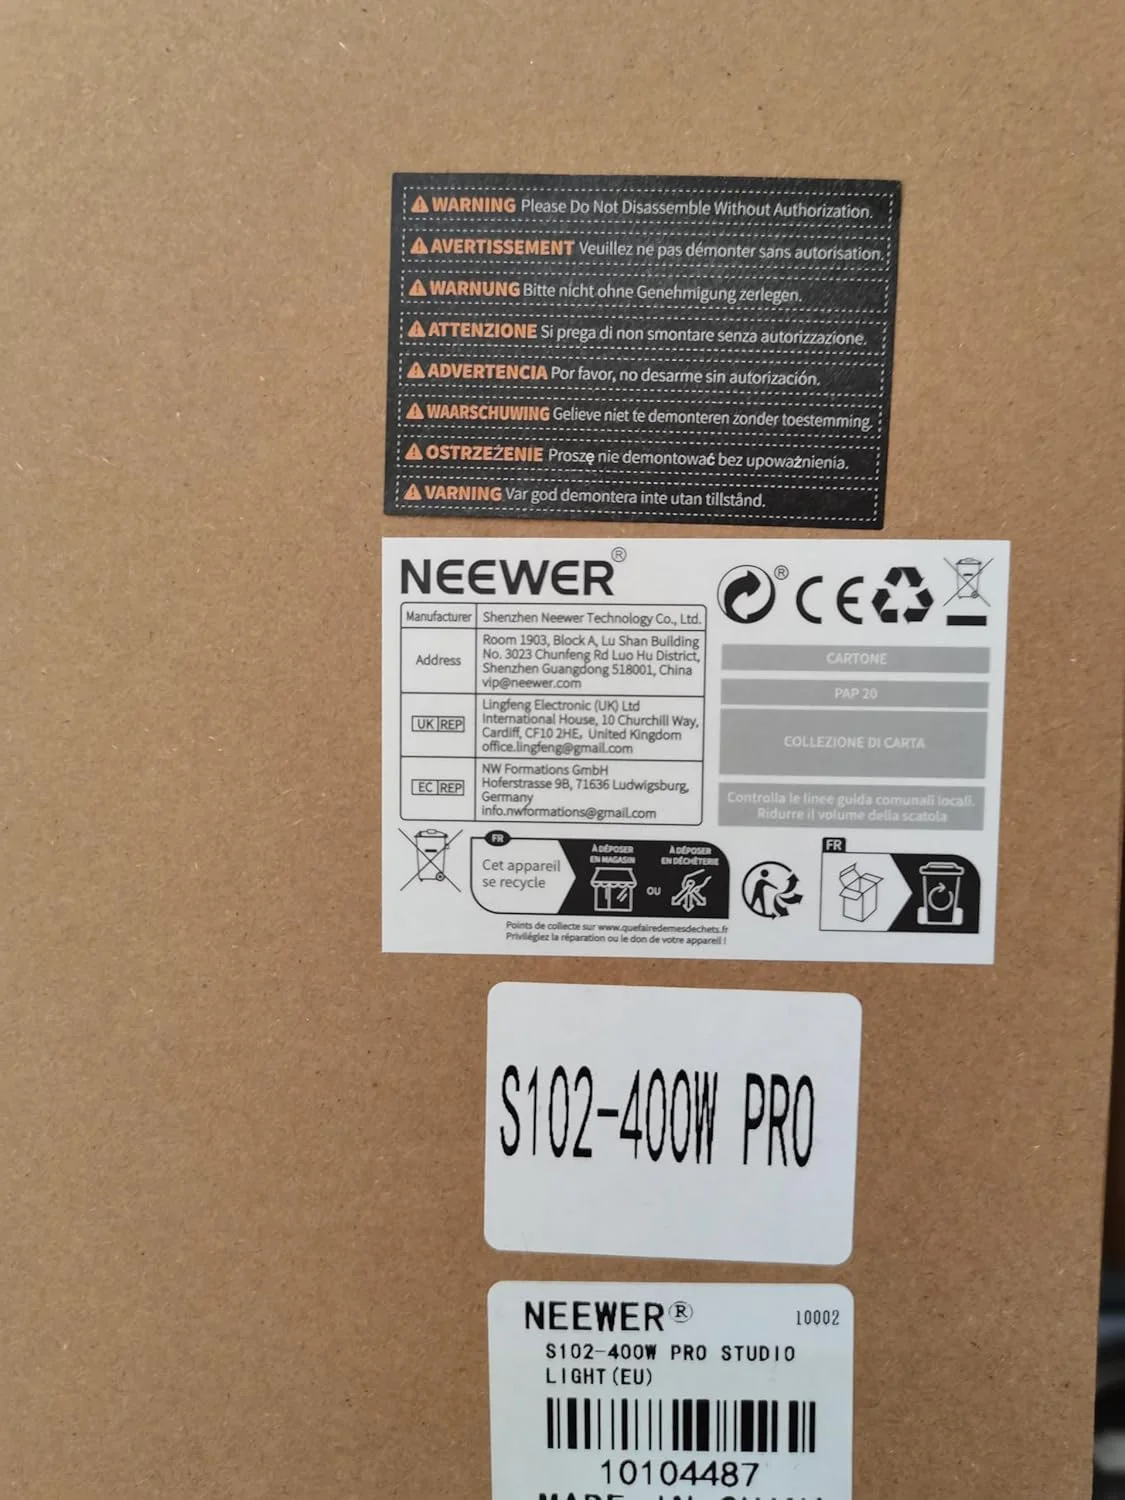 WARNING Please Do Not Disassemble Without Authorization.
AVERTISSEMENT Veuillez ne pas démonter sans autorisation.
WARNUNG Bitte nicht ohne Genehmigung zerlegen.
ATTENZIONE Si prega di non smontare senza autorizzazione.
ADVERTENCIA Por favor, no desarme sin autorización.
WAARSCHUWING Gelieve niet te demonteren zonder toestemming.
OSTRZEŻENIE Proszę nie demontować bez upoważnienia.
VARNING Var god demontera inte utan tillstånd.
NEEWER®
Manufacturer Shenzhen Neewer Technology Co., Ltd.
Address
Room 1903, Block A, Lu Shan Building
No. 3023 Chunfeng Rd Luo Hu District,
Shenzhen Guangdong 518001, China
vip@neewer.com
UK REP
Lingfeng Electronic (UK) Ltd
International House, 10 Churchill Way,
Cardiff, CF10 2HE, United Kingdom
office.lingfeng@gmail.com
EC REP
NW Formations GmbH
Hoferstrasse 9B, 71636 Ludwigsburg,
Germany
info.nwformations@gmail.com
® CE
CARTONE
PAP 20
COLLEZIONE DI CARTA
Controlla le linee guida comunali locali.
Ridurre il volume della scatola
FR
Cet appareil
se recycle
À DÉPOSER
EN MAGASIN
OU
À DÉPOSER
EN DÉCHÈTERIE
Points de collecte sur www.quefairedemesdechets.fr
Privilégiez la réparation ou le don de votre appareil !
FR
S102-400W PRO
NEEWER® 10002
S102-400W PRO STUDIO
LIGHT(EU)
10104487
MADE IN CHINA